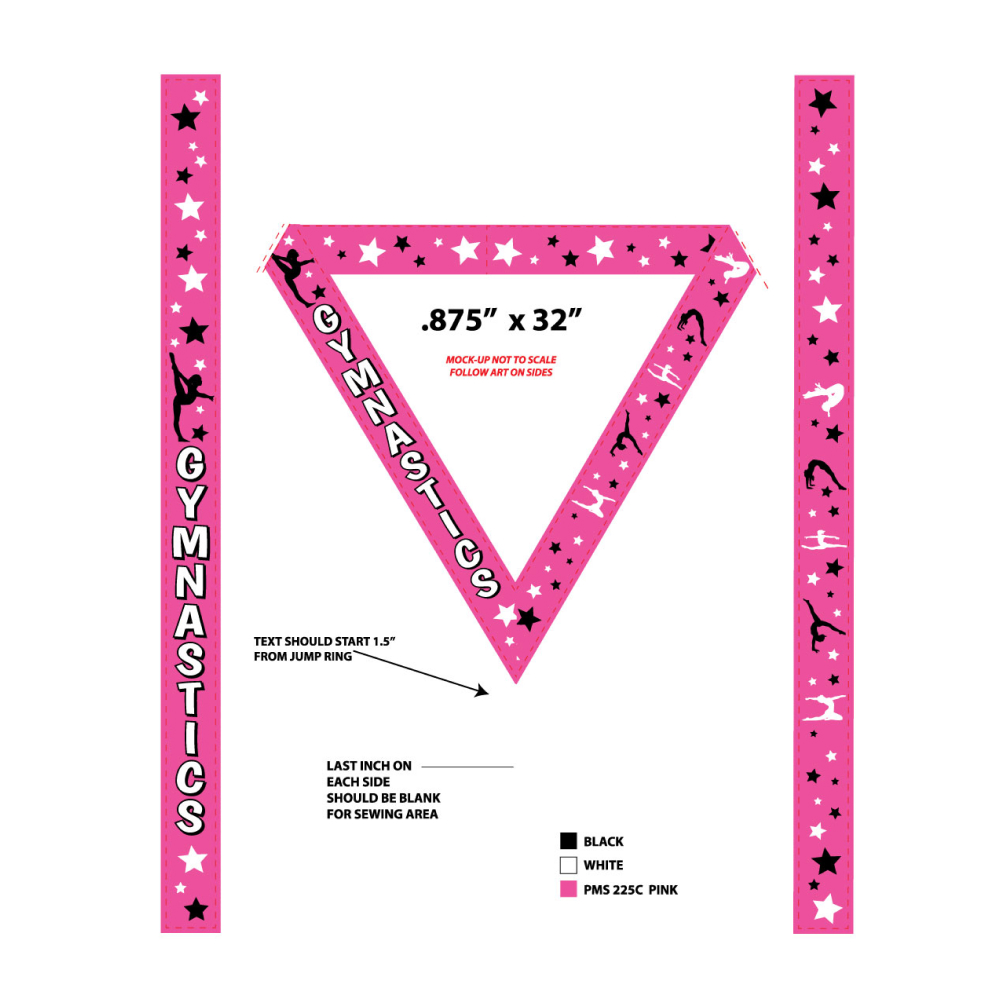 GYMNASTICS
GYMNASTICS
.875” x 32”
MOCK-UP NOT TO SCALE
FOLLOW ART ON SIDES
TEXT SHOULD START 1.5”
FROM JUMP RING
LAST INCH ON
EACH SIDE
SHOULD BE BLANK
FOR SEWING AREA
BLACK
WHITE
PMS 225C PINK